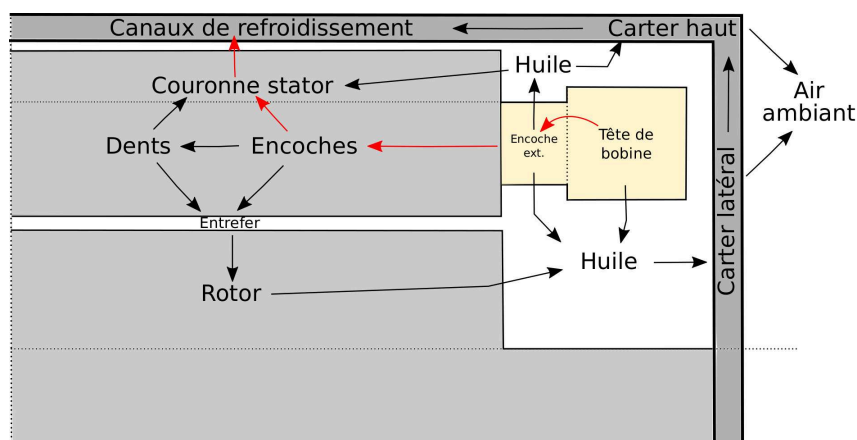 Canaux de refroidissement
Carter haut
Huile
Couronne stator
Air
ambiant
Dents
Encoches
Encoche
ext.
Tête de
bobine
Entrefer
Carter latéral
Huile
Rotor